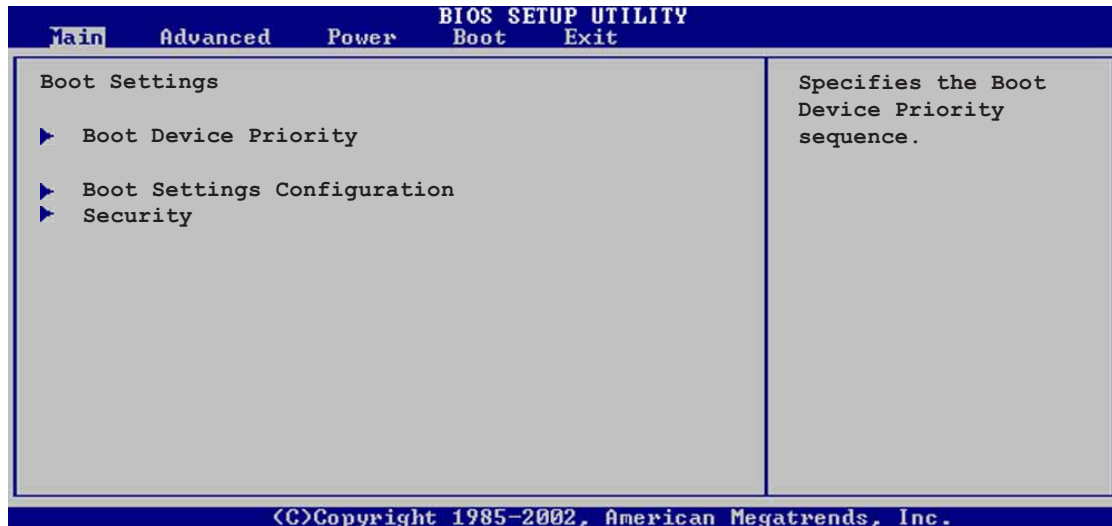 BIOS SETUP UTILITY
Main Advanced Power Boot Exit
Boot Settings
Boot Device Priority
Boot Settings Configuration
Security
Specifies the Boot
Device Priority
sequence.
(C)Copyright 1985-2002, American Megatrends, Inc.